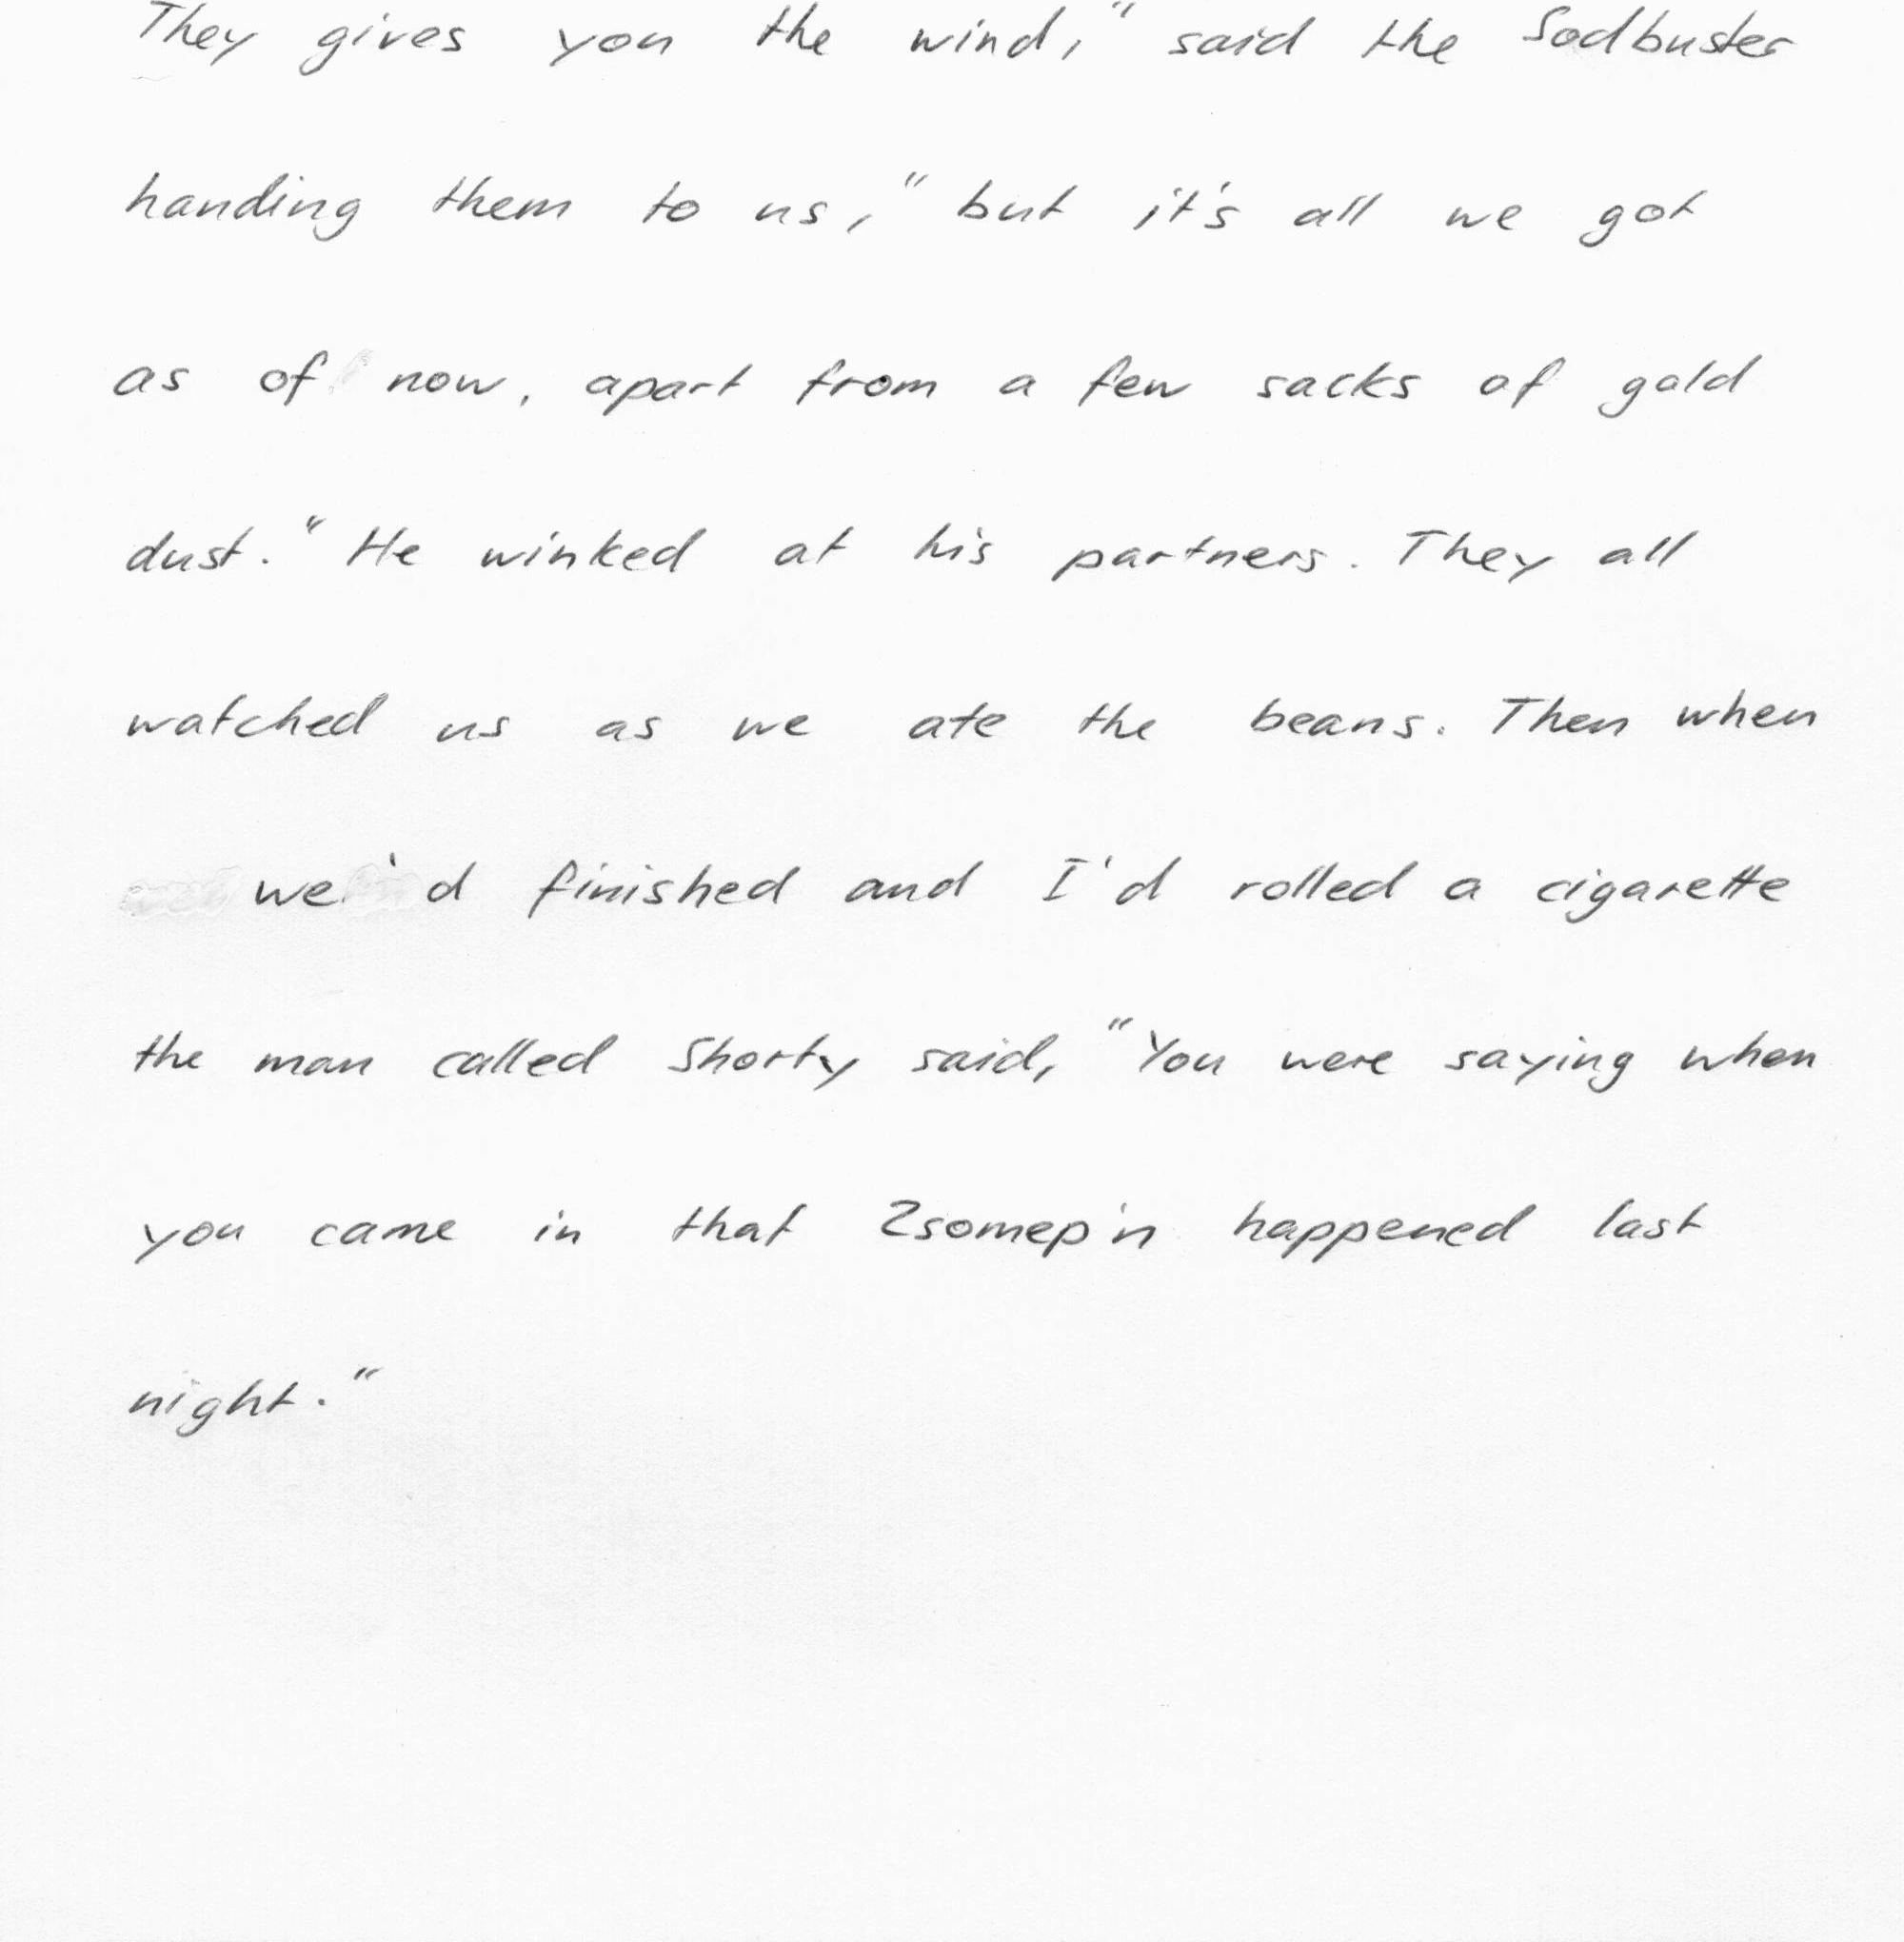 They gives you the wind," said the Sodbuster
handing them to us, "but it's all we got
as of now, apart from a few sacks of gold
dust." He winked at his partners. They all
watched us as we ate the beans. Then when
we'd finished and I'd rolled a cigarette
the man called Shorty said, "You were saying when
you came in that 2somep'n happened last
night."